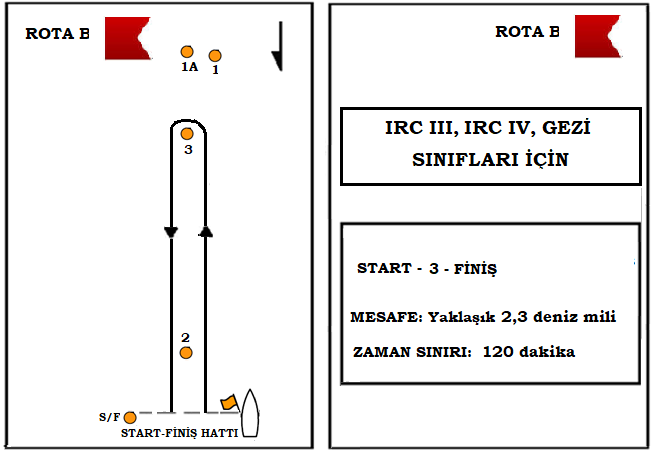 ROTA B
1A
1
3
2
S/F
START-FİNİŞ HATTI
ROTA B
IRC III, IRC IV, GEZİ
SINIFLARI İÇİN
START - 3 - FİNİŞ
MESAFE: Yaklaşık 2,3 deniz mili
ZAMAN SINIRI: 120 dakika